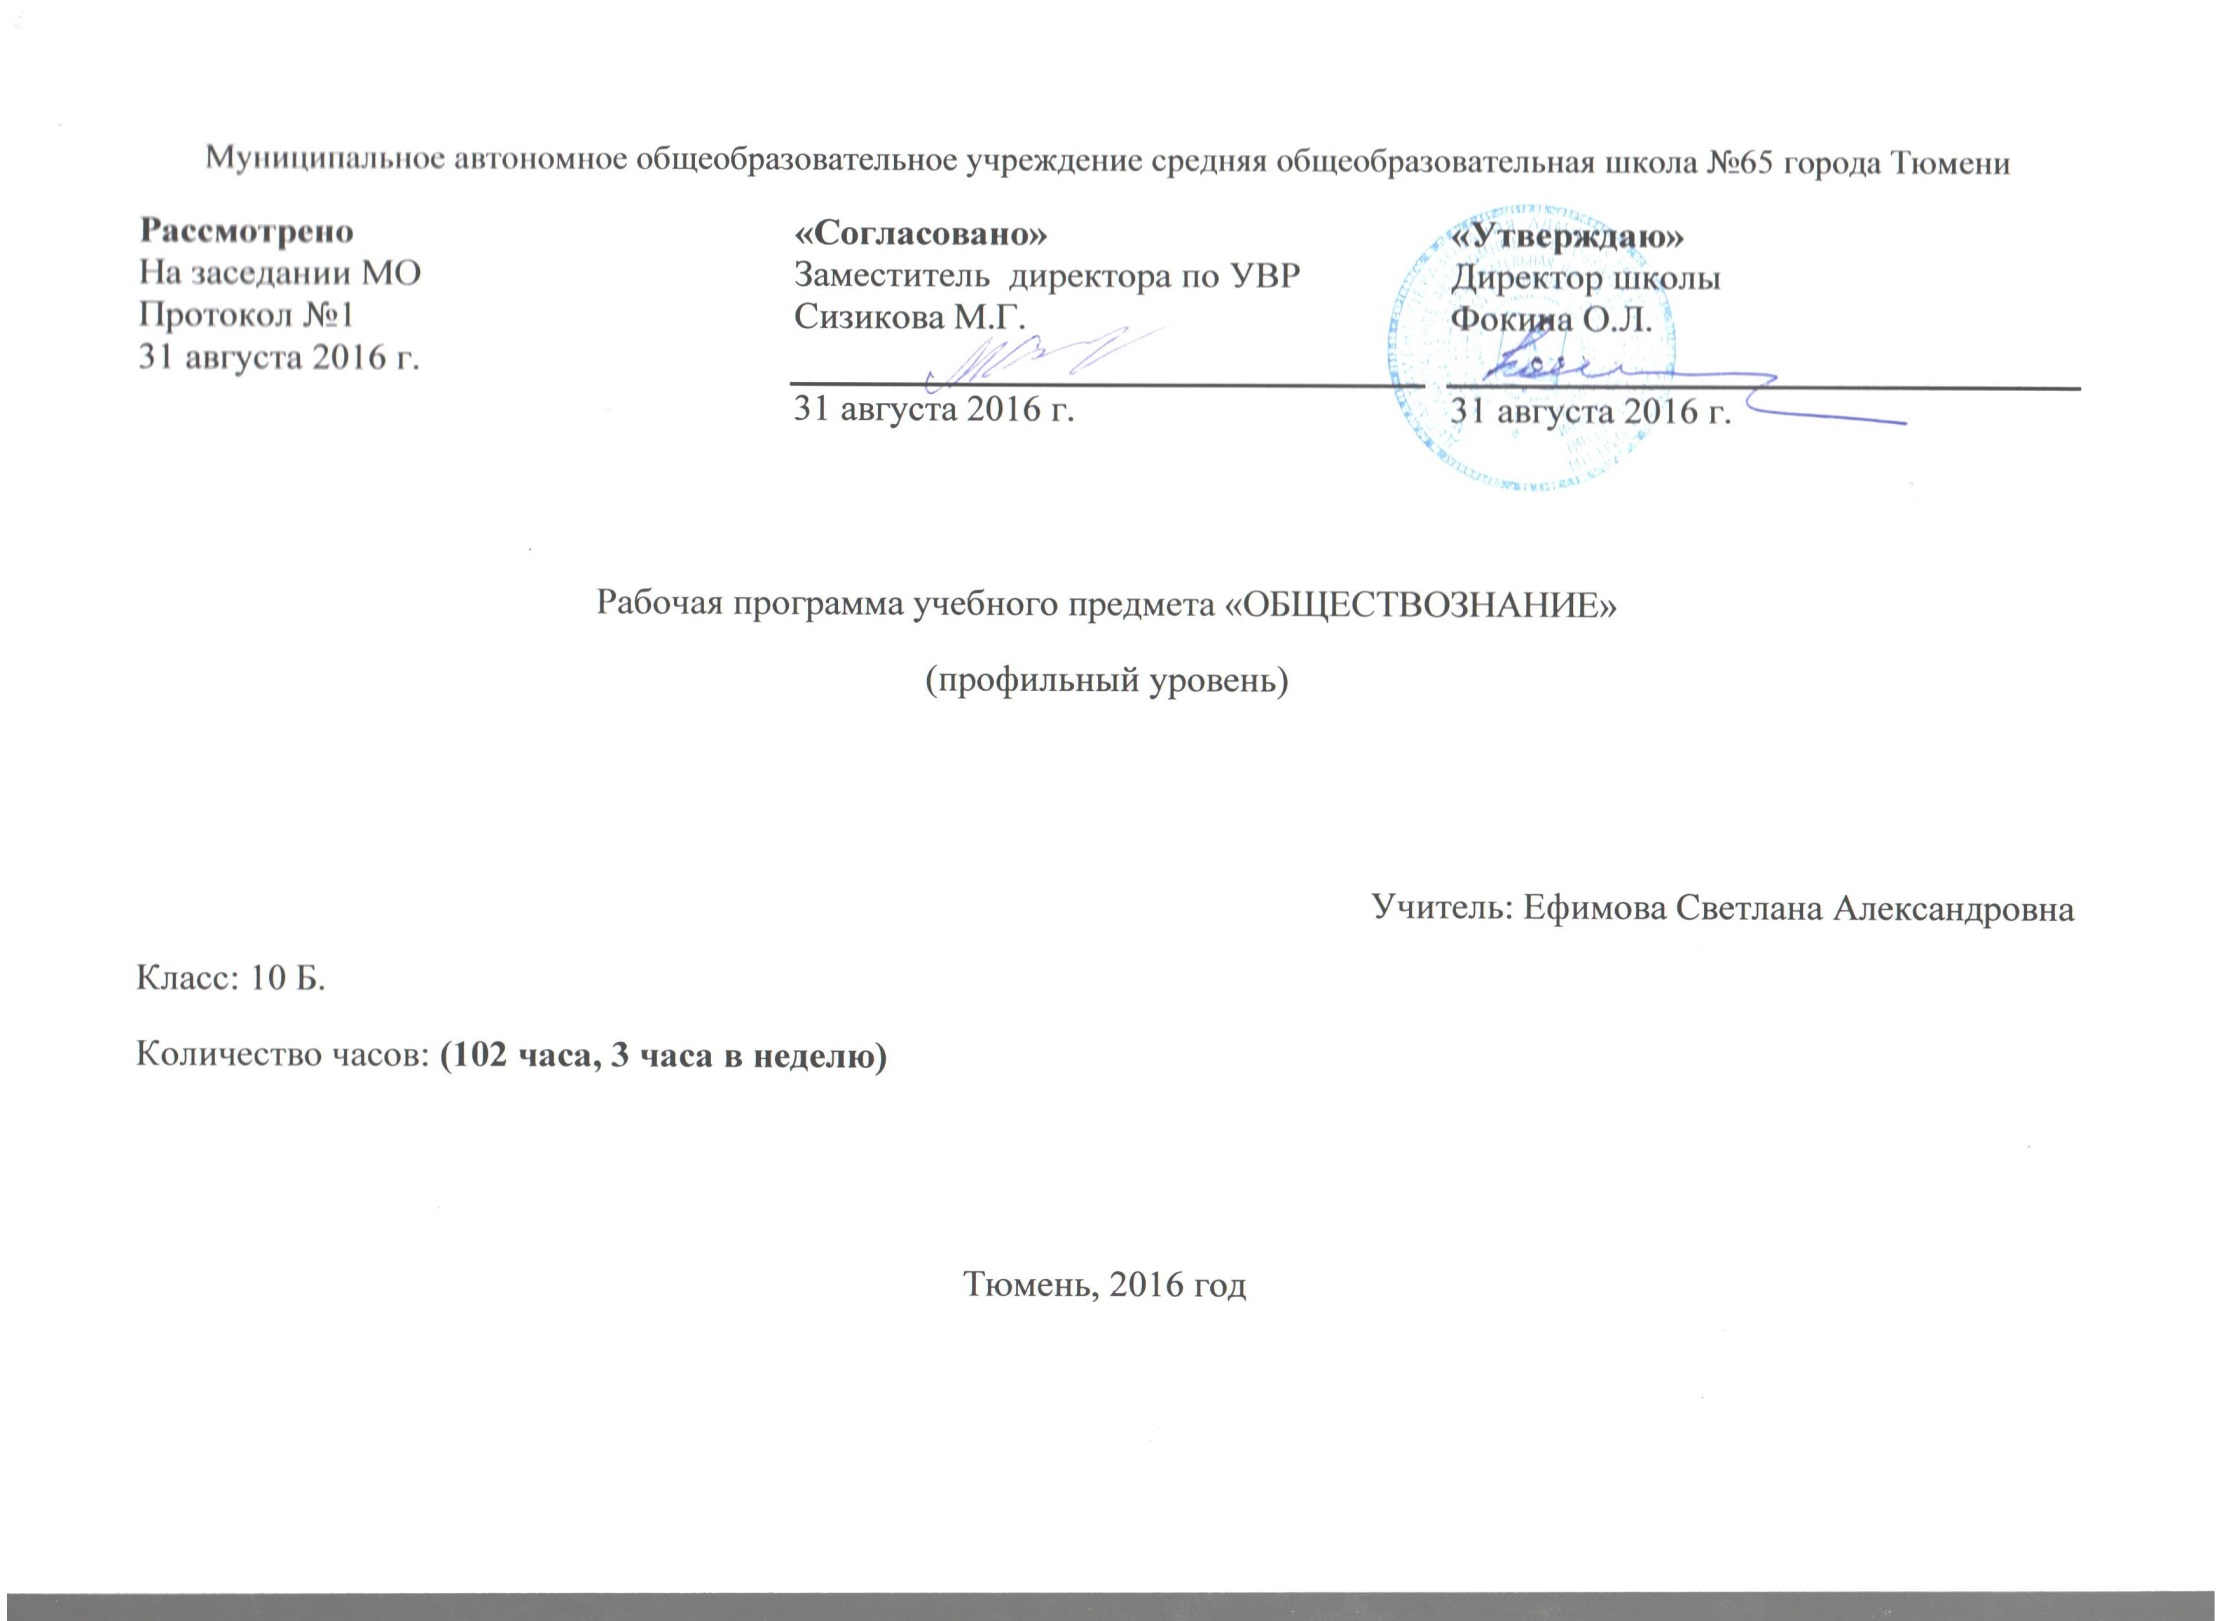 Муниципальное автономное общеобразовательное учреждение средняя общеобразовательная школа №65 города Тюмени
Рассмотрено
На заседании МО
Протокол №1
31 августа 2016 г.
«Согласовано»
Заместитель директора по УВР
Сизикова М.Г.
31 августа 2016 г.
«Утверждаю»
Директор школы
Фокина О.Л.
31 августа 2016 г.
Рабочая программа учебного предмета «ОБЩЕСТВОЗНАНИЕ»
(профильный уровень)
Учитель: Ефимова Светлана Александровна
Класс: 10 Б.
Количество часов: (102 часа, 3 часа в неделю)
Тюмень, 2016 год